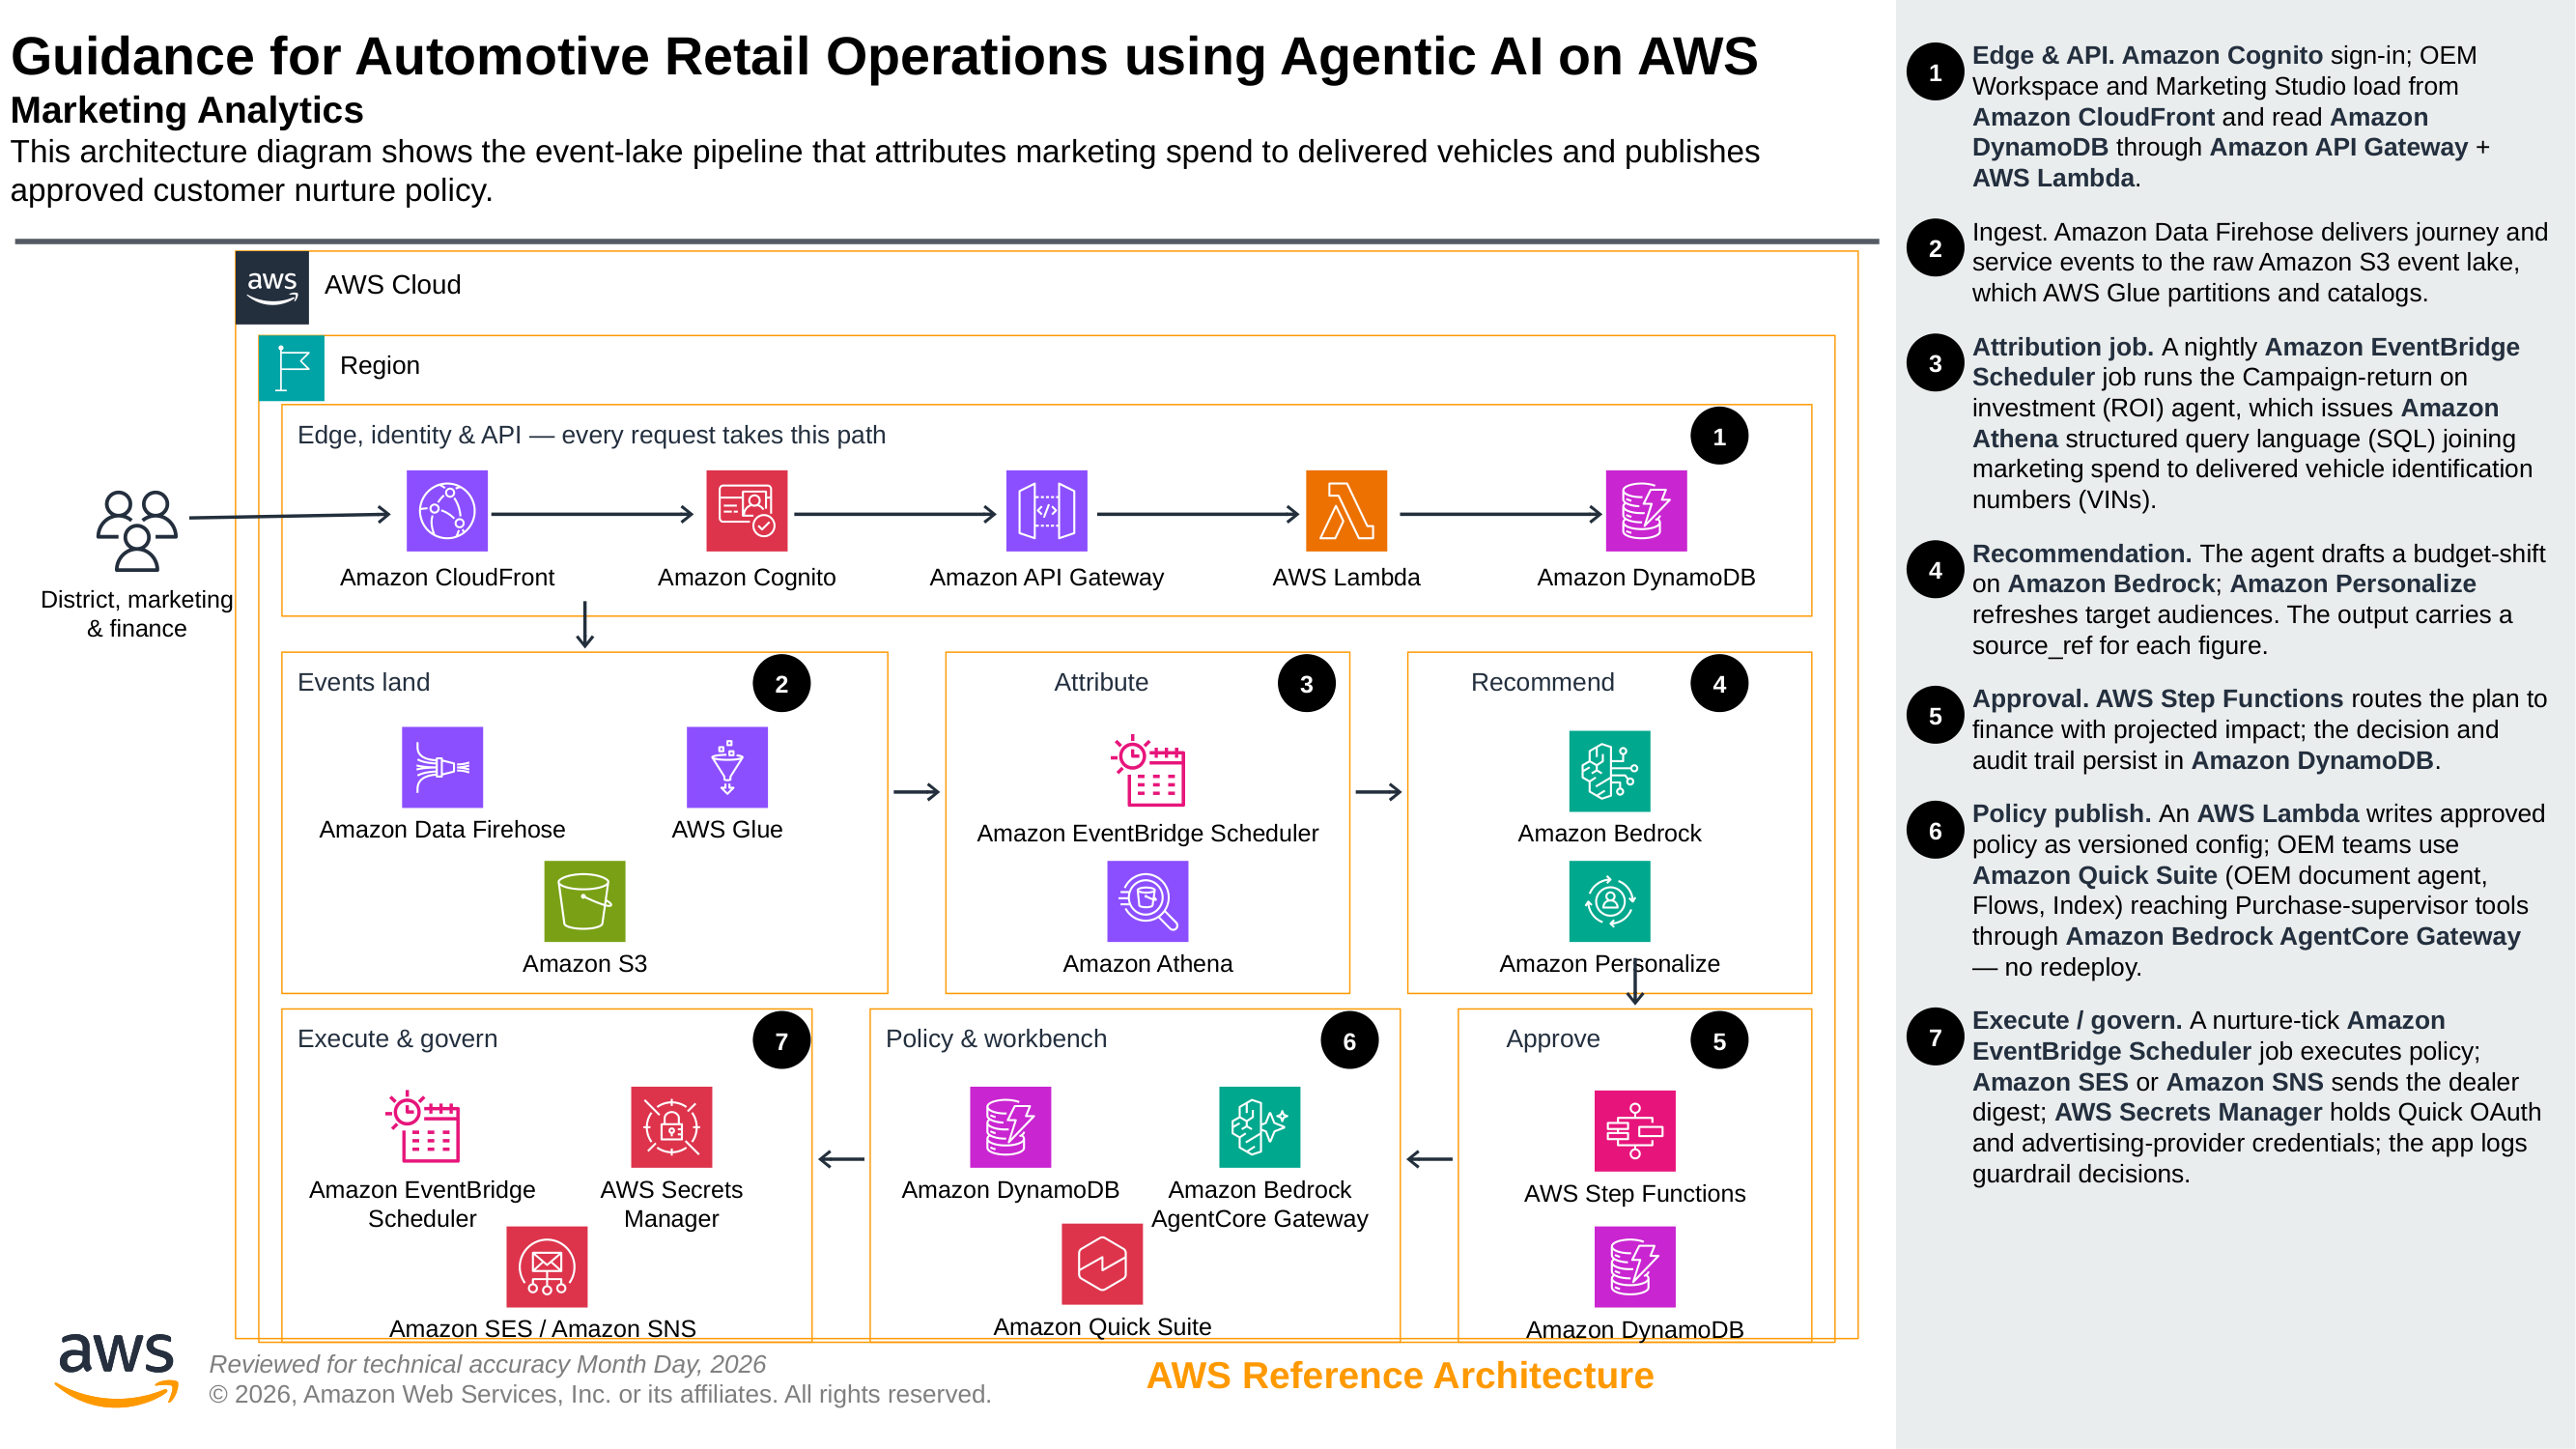 Guidance for Automotive Retail Operations using Agentic AI on AWS
Marketing Analytics
This architecture diagram shows the event-lake pipeline that attributes marketing spend to delivered vehicles and publishes
approved customer nurture policy.
aws
AWS Cloud
Region
Edge, identity & API — every request takes this path
1
Amazon CloudFront
Amazon Cognito
Amazon API Gateway
AWS Lambda
Amazon DynamoDB
District, marketing
& finance
Events land
2
Amazon Data Firehose
AWS Glue
Amazon S3
Attribute
3
Amazon EventBridge Scheduler
Amazon Athena
Recommend
4
Amazon Bedrock
Amazon Personalize
Execute & govern
7
Amazon EventBridge
Scheduler
AWS Secrets
Manager
Amazon SES / Amazon SNS
Policy & workbench
6
Amazon DynamoDB
Amazon Bedrock
AgentCore Gateway
Amazon Quick Suite
Approve
5
AWS Step Functions
Amazon DynamoDB
aws
Reviewed for technical accuracy Month Day, 2026
© 2026, Amazon Web Services, Inc. or its affiliates. All rights reserved.
AWS Reference Architecture
1
Edge & API. Amazon Cognito sign-in; OEM
Workspace and Marketing Studio load from
Amazon CloudFront and read Amazon
DynamoDB through Amazon API Gateway +
AWS Lambda.
2
Ingest. Amazon Data Firehose delivers journey and
service events to the raw Amazon S3 event lake,
which AWS Glue partitions and catalogs.
3
Attribution job. A nightly Amazon EventBridge
Scheduler job runs the Campaign-return on
investment (ROI) agent, which issues Amazon
Athena structured query language (SQL) joining
marketing spend to delivered vehicle identification
numbers (VINs).
4
Recommendation. The agent drafts a budget-shift
on Amazon Bedrock; Amazon Personalize
refreshes target audiences. The output carries a
source_ref for each figure.
5
Approval. AWS Step Functions routes the plan to
finance with projected impact; the decision and
audit trail persist in Amazon DynamoDB.
6
Policy publish. An AWS Lambda writes approved
policy as versioned config; OEM teams use
Amazon Quick Suite (OEM document agent,
Flows, Index) reaching Purchase-supervisor tools
through Amazon Bedrock AgentCore Gateway
— no redeploy.
7
Execute / govern. A nurture-tick Amazon
EventBridge Scheduler job executes policy;
Amazon SES or Amazon SNS sends the dealer
digest; AWS Secrets Manager holds Quick OAuth
and advertising-provider credentials; the app logs
guardrail decisions.